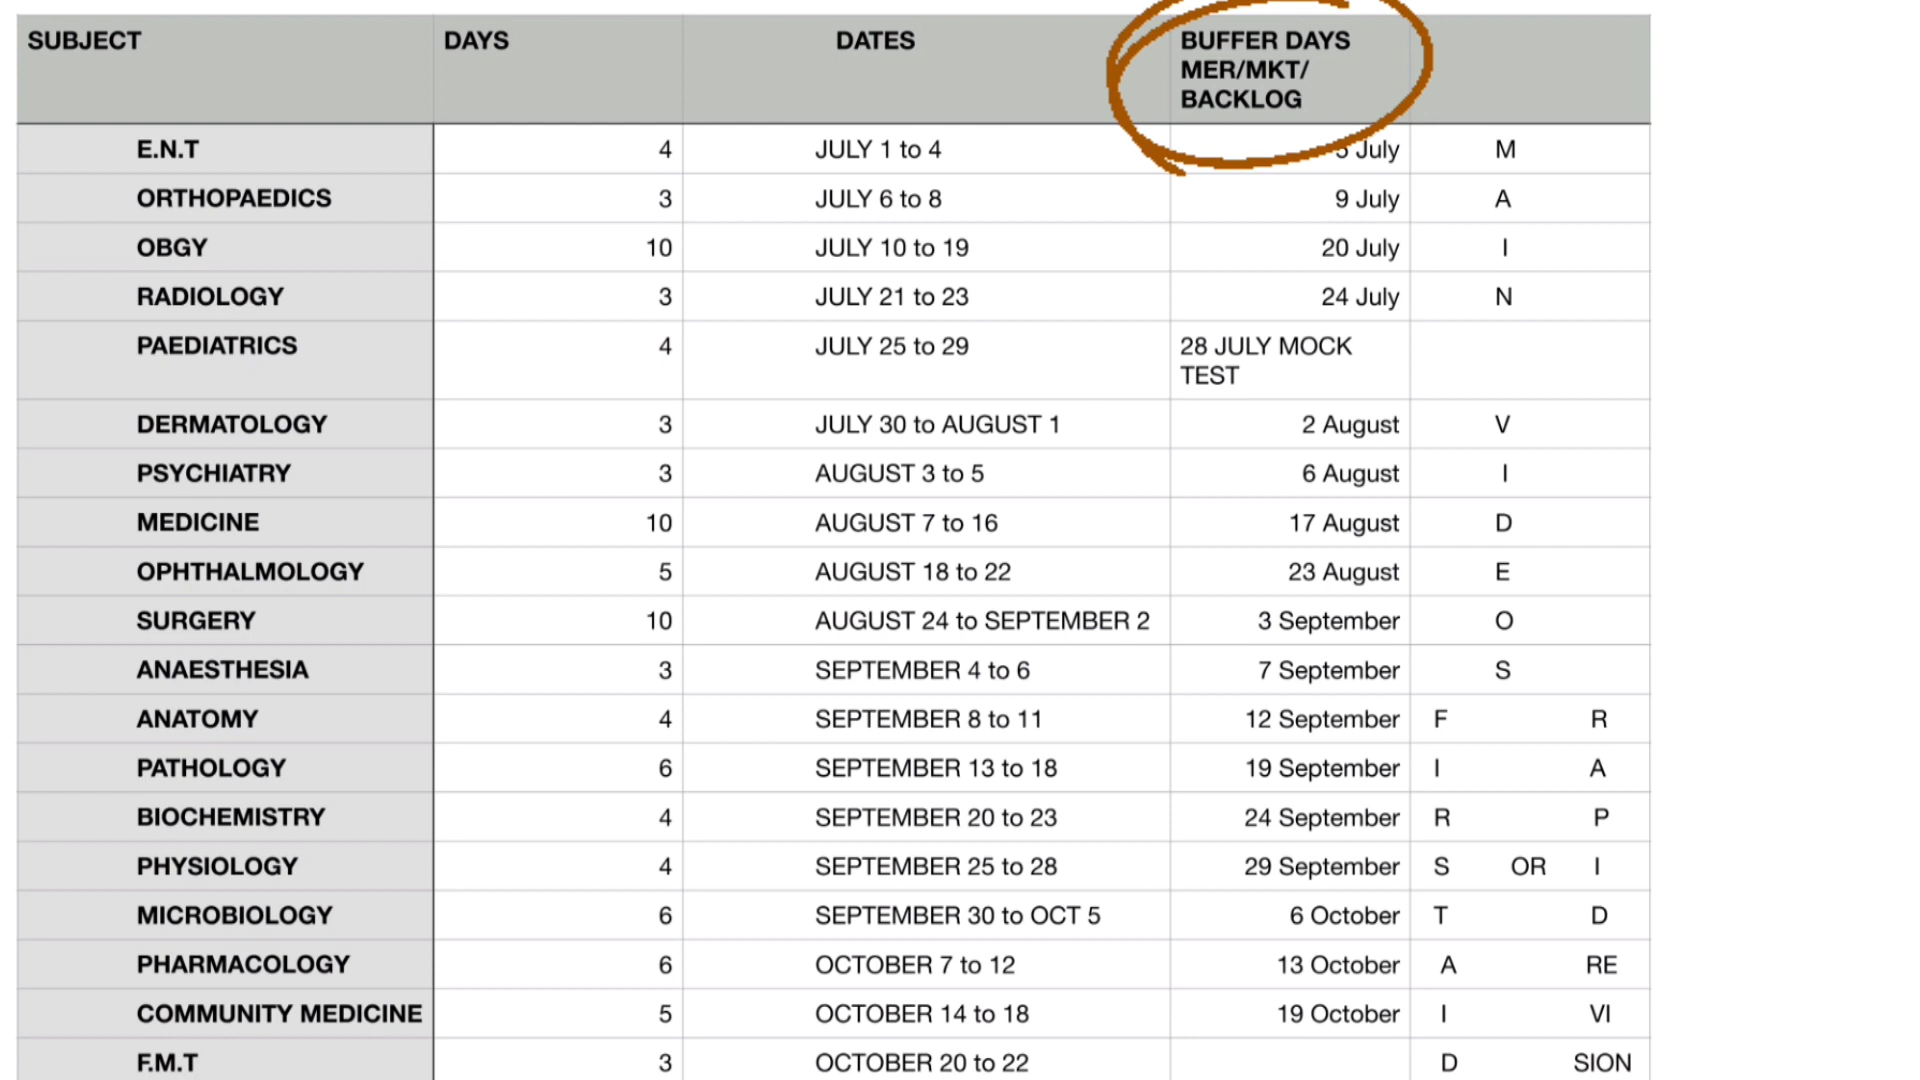 SUBJECT DAYS DATES BUFFER DAYS
MER/MKT/
BACKLOG
E.N.T 4 JULY 1 to 4 5 July M
ORTHOPAEDICS 3 JULY 6 to 8 9 July A
OBGY 10 JULY 10 to 19 20 July I
RADIOLOGY 3 JULY 21 to 23 24 July N
PAEDIATRICS 4 JULY 25 to 29 28 JULY MOCK
TEST
DERMATOLOGY 3 JULY 30 to AUGUST 1 2 August V
PSYCHIATRY 3 AUGUST 3 to 5 6 August I
MEDICINE 10 AUGUST 7 to 16 17 August D
OPHTHALMOLOGY 5 AUGUST 18 to 22 23 August E
SURGERY 10 AUGUST 24 to SEPTEMBER 2 3 September O
ANAESTHESIA 3 SEPTEMBER 4 to 6 7 September S
ANATOMY 4 SEPTEMBER 8 to 11 12 September F R
PATHOLOGY 6 SEPTEMBER 13 to 18 19 September I A
BIOCHEMISTRY 4 SEPTEMBER 20 to 23 24 September R P
PHYSIOLOGY 4 SEPTEMBER 25 to 28 29 September S OR I
MICROBIOLOGY 6 SEPTEMBER 30 to OCT 5 6 October T D
PHARMACOLOGY 6 OCTOBER 7 to 12 13 October A RE
COMMUNITY MEDICINE 5 OCTOBER 14 to 18 19 October I VI
F.M.T 3 OCTOBER 20 to 22 D SION